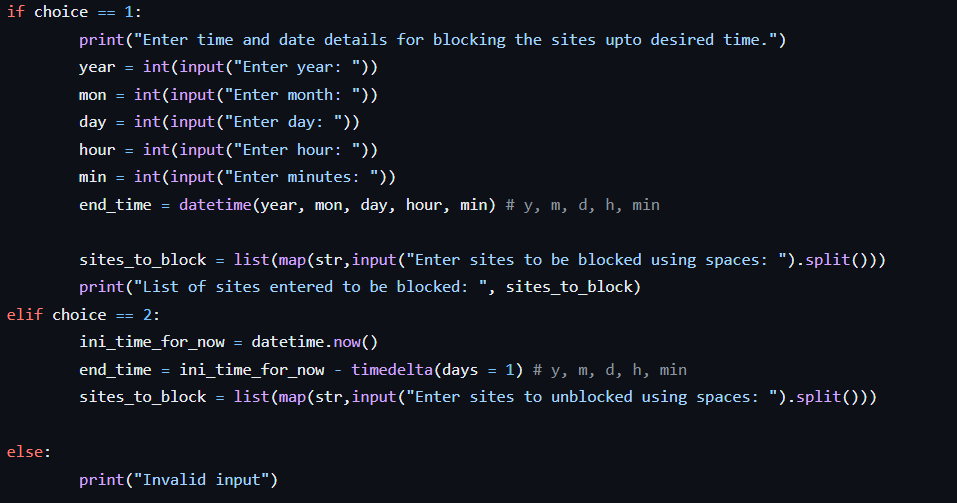 if choice == 1:
        print("Enter time and date details for blocking the sites upto desired time.")
        year = int(input("Enter year: "))
        mon = int(input("Enter month: "))
        day = int(input("Enter day: "))
        hour = int(input("Enter hour: "))
        min = int(input("Enter minutes: "))
        end_time = datetime(year, mon, day, hour, min) # y, m, d, h, min

        sites_to_block = list(map(str,input("Enter sites to be blocked using spaces: ").split()))
        print("List of sites entered to be blocked: ", sites_to_block)
elif choice == 2:
        ini_time_for_now = datetime.now()
        end_time = ini_time_for_now - timedelta(days = 1) # y, m, d, h, min
        sites_to_block = list(map(str,input("Enter sites to unblocked using spaces: ").split()))

else:
        print("Invalid input")